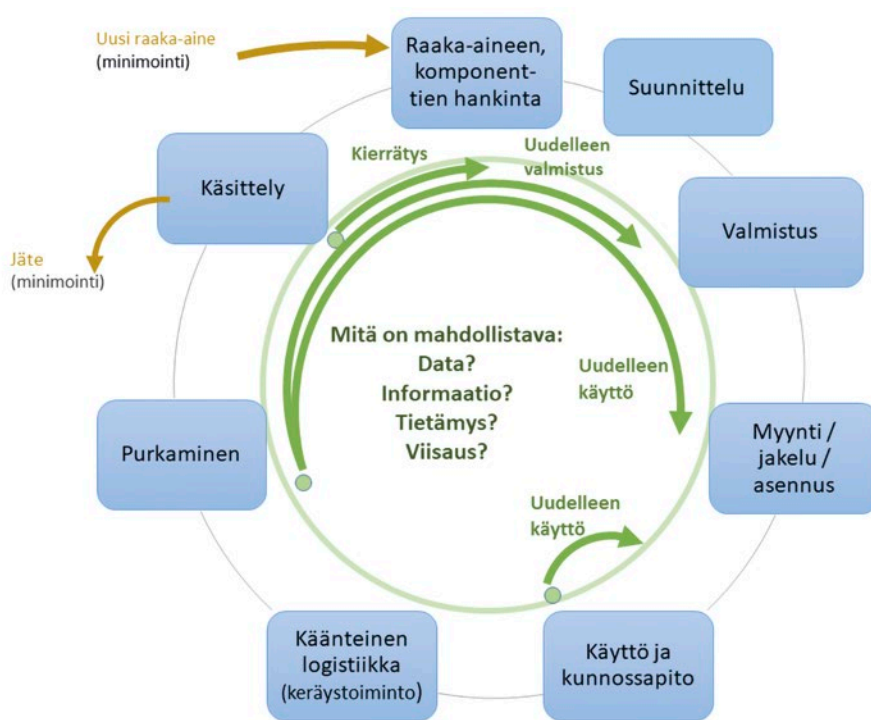 Uusi raaka-aine
(minimointi)
Raaka-aineen,
komponent-
tien hankinta
Suunnittelu
Kierrätys
Uudelleen
valmistus
Käsittely
Valmistus
Jäte
(minimointi)
Mitä on mahdollistava:
Data?
Informaatio?
Tietämys?
Viisaus?
Uudelleen
käyttö
Purkaminen
Myynti /
jakelu /
asennus
Uudelleen
käyttö
Käänteinen
logistiikka
(keräystoiminto)
Käyttö ja
kunnossapito